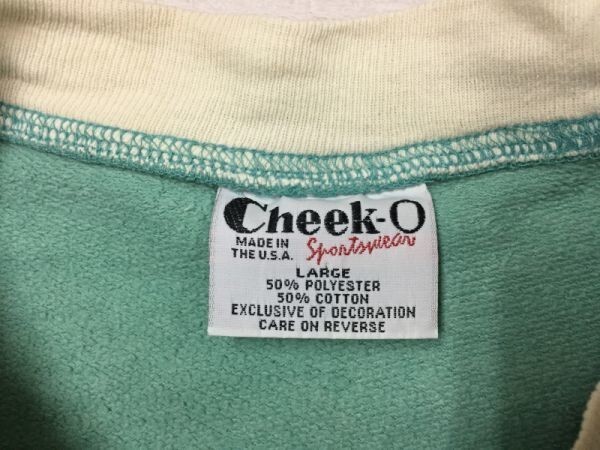 Cheek-O
MADE IN Sportswear
THE U.S.A.
LARGE
50% POLYESTER
50% COTTON
EXCLUSIVE OF DECORATION
CARE ON REVERSE